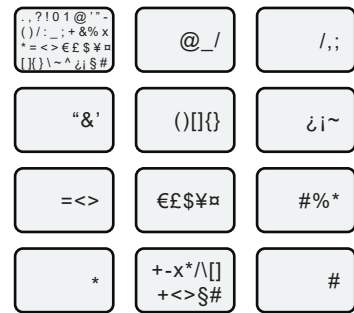 . , ? ! 0 1 @ ' " -
( ) / : _ ; + & % x
* = < > € £ $ ¥ ¤
[ ] { } \ ~ ^ ¿ ¡ § #
@_/
/,;
“&’
()[]{}
¿¡~
=<>
€£$¥¤
#%*
*
+-x*/\[]
+<>§#
#